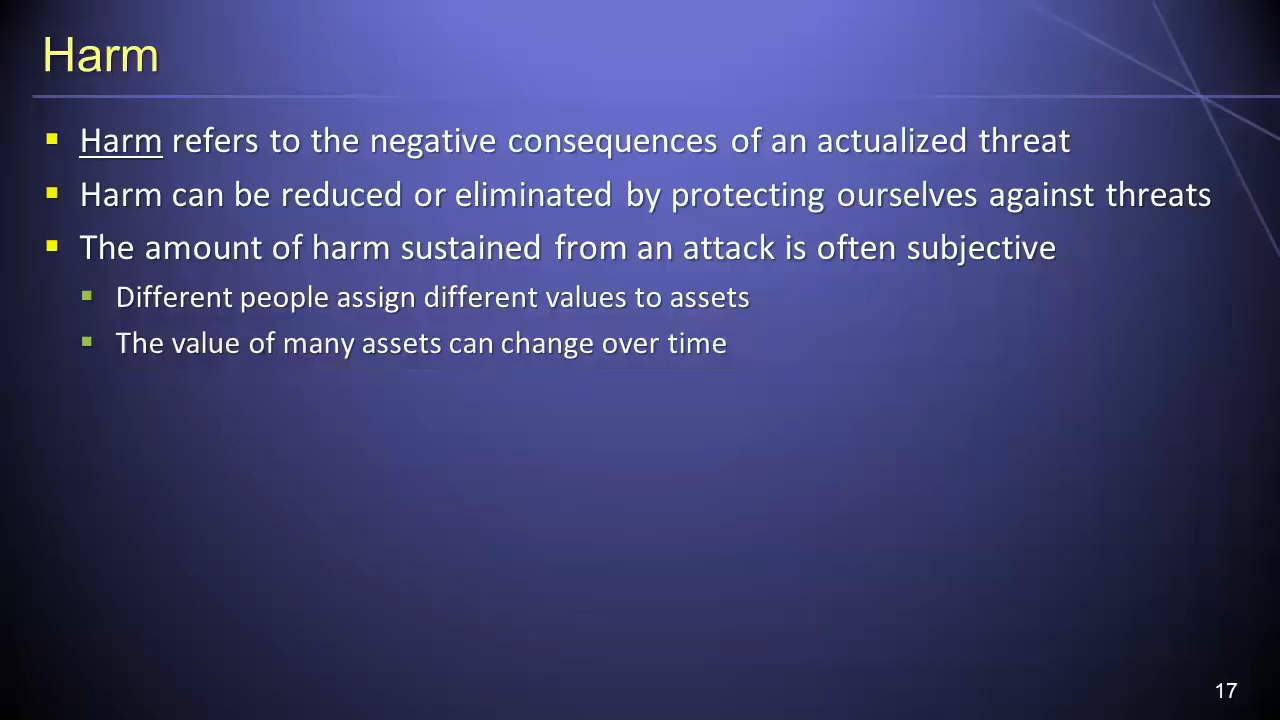 Harm
Harm refers to the negative consequences of an actualized threat
Harm can be reduced or eliminated by protecting ourselves against threats
The amount of harm sustained from an attack is often subjective
Different people assign different values to assets
The value of many assets can change over time
17